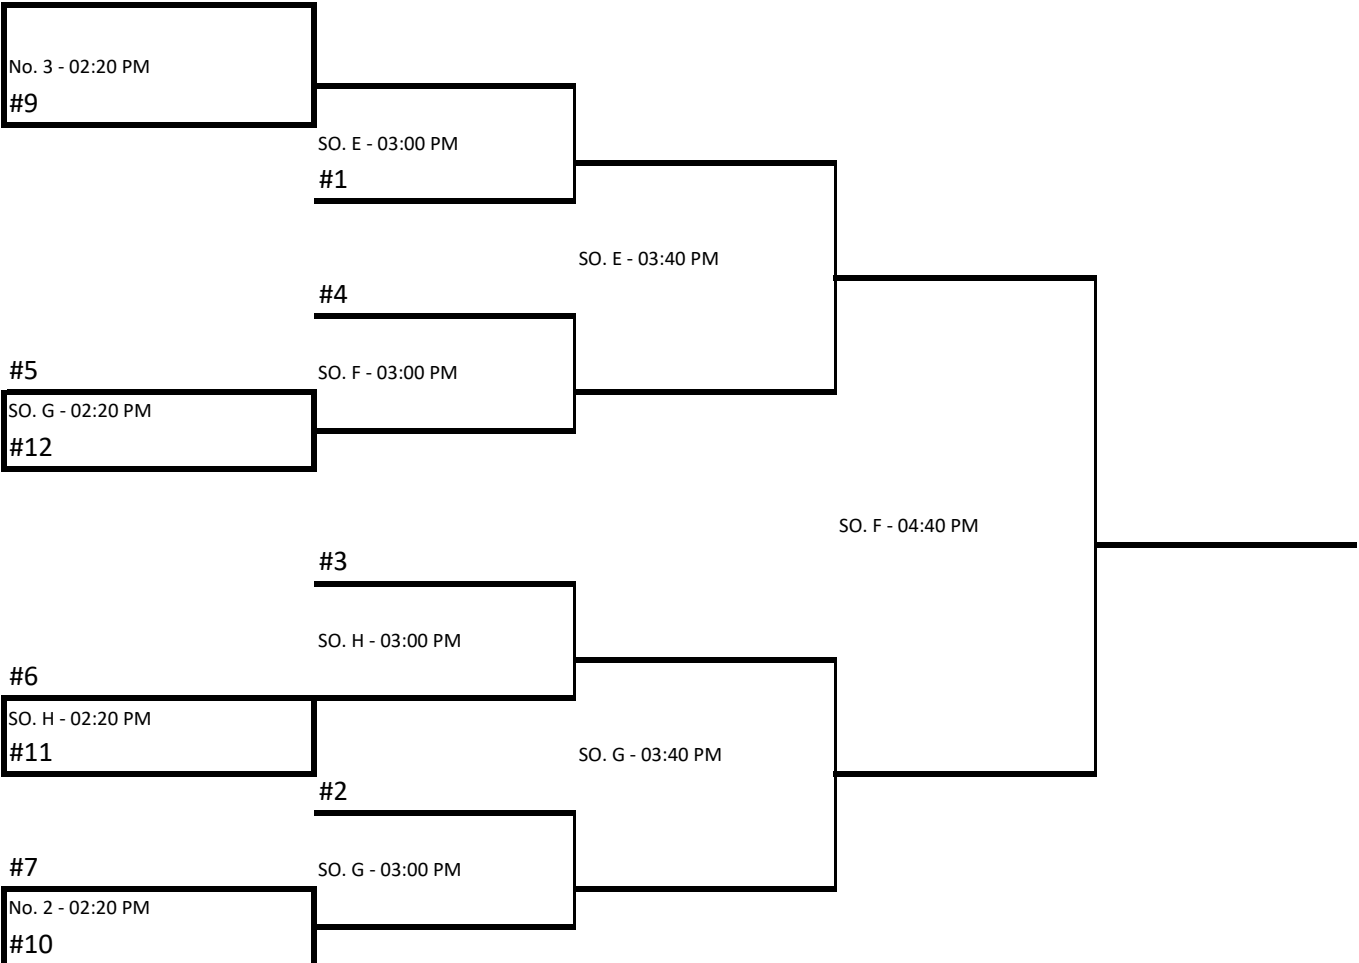 No. 3 - 02:20 PM
#9
SO. E - 03:00 PM
#1
SO. E - 03:40 PM
#4
#5
SO. F - 03:00 PM
SO. G - 02:20 PM
#12
SO. F - 04:40 PM
#3
SO. H - 03:00 PM
#6
SO. H - 02:20 PM
#11
SO. G - 03:40 PM
#2
#7
SO. G - 03:00 PM
No. 2 - 02:20 PM
#10